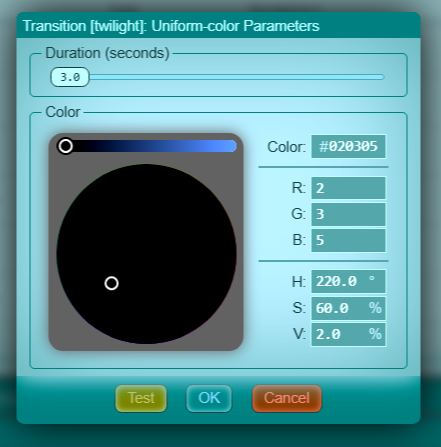 Transition [twilight]: Uniform-color Parameters
Duration (seconds)
3.0
Color
Color: #020305
R: 2
G: 3
B: 5
H: 220.0 °
S: 60.0 %
V: 2.0 %
Test OK Cancel